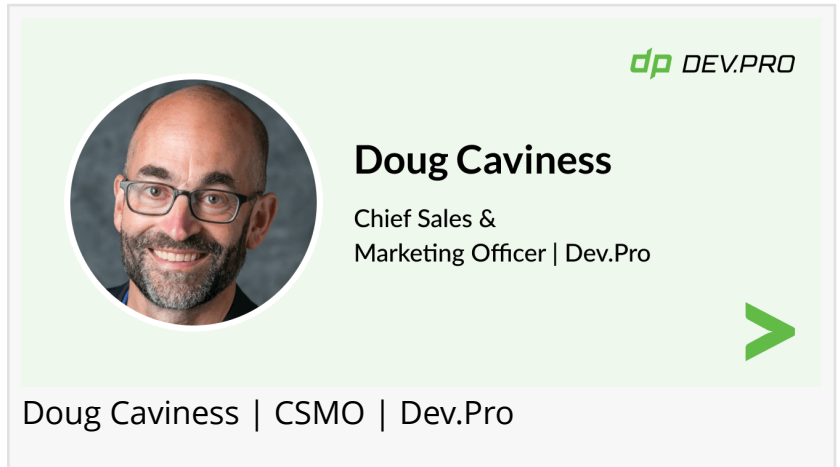 dp DEV.PRO
Doug Caviness
Chief Sales &
Marketing Officer | Dev.Pro
Doug Caviness | CSMO | Dev.Pro